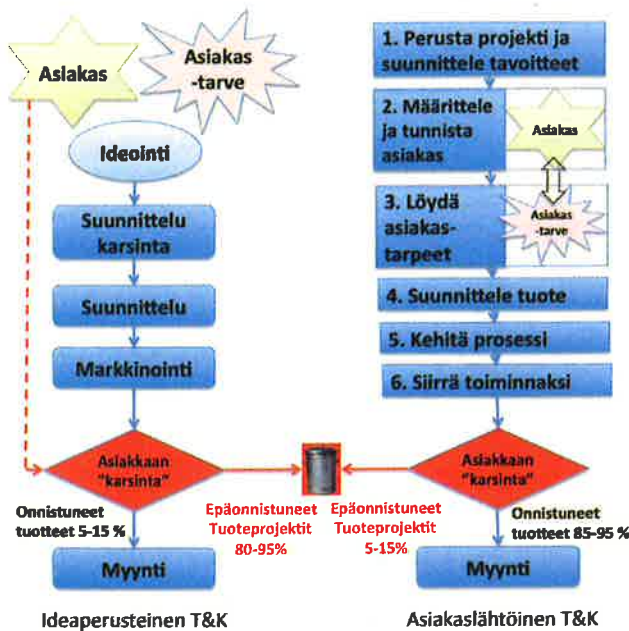 Asiakas
Asiakas
-tarve
Ideointi
Suunnittelu
karsinta
Suunnittelu
Markkinointi
Asiakkaan
"karsinta"
Onnistuneet
tuotteet 5-15 %
Epäonnistuneet
Tuoteprojektit
80-95%
Myynti
Ideaperusteinen T&K
1. Perusta projekti ja
suunnittele tavoitteet
2. Määrittele
ja tunnista
asiakas
Asiakas
3. Löydä
asiakas-
tarpeet
Asiakas
-tarve
4. Suunnittele tuote
5. Kehitä prosessi
6. Siirrä toiminnaksi
Asiakkaan
"karsinta"
Epäonnistuneet
Tuoteprojektit
5-15%
Onnistuneet
tuotteet 85-95 %
Myynti
Asiakaslähtöinen T&K